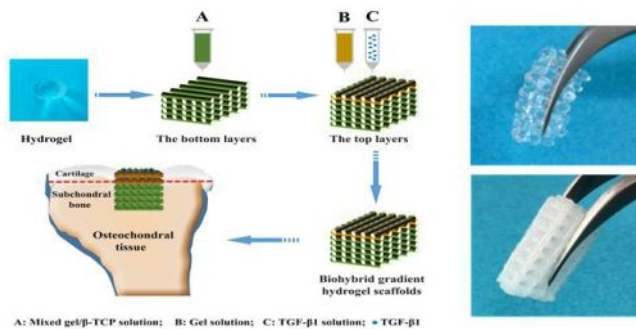 A
B
C
Hydrogel
The bottom layers
The top layers
Cartilage
Subchondral
bone
Osteochondral
tissue
Biohybrid gradient
hydrogel scaffolds
A: Mixed gel/β-TCP solution; B: Gel solution; C: TGF-β1 solution; TGF-β1